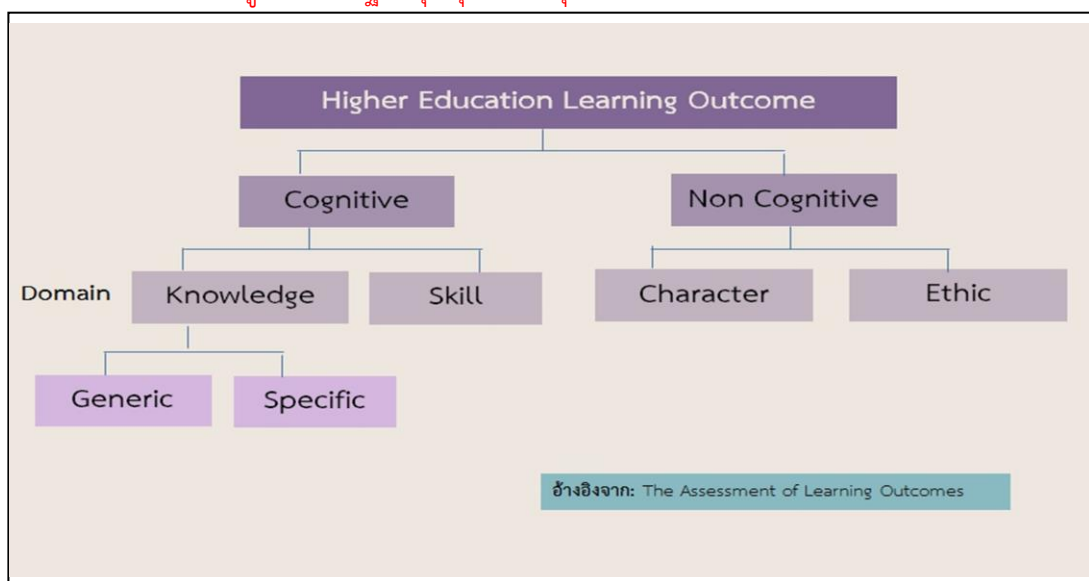 Higher Education Learning Outcome
Cognitive
Non Cognitive
Domain
Knowledge
Skill
Character
Ethic
Generic
Specific
อ้างอิงจาก: The Assessment of Learning Outcomes